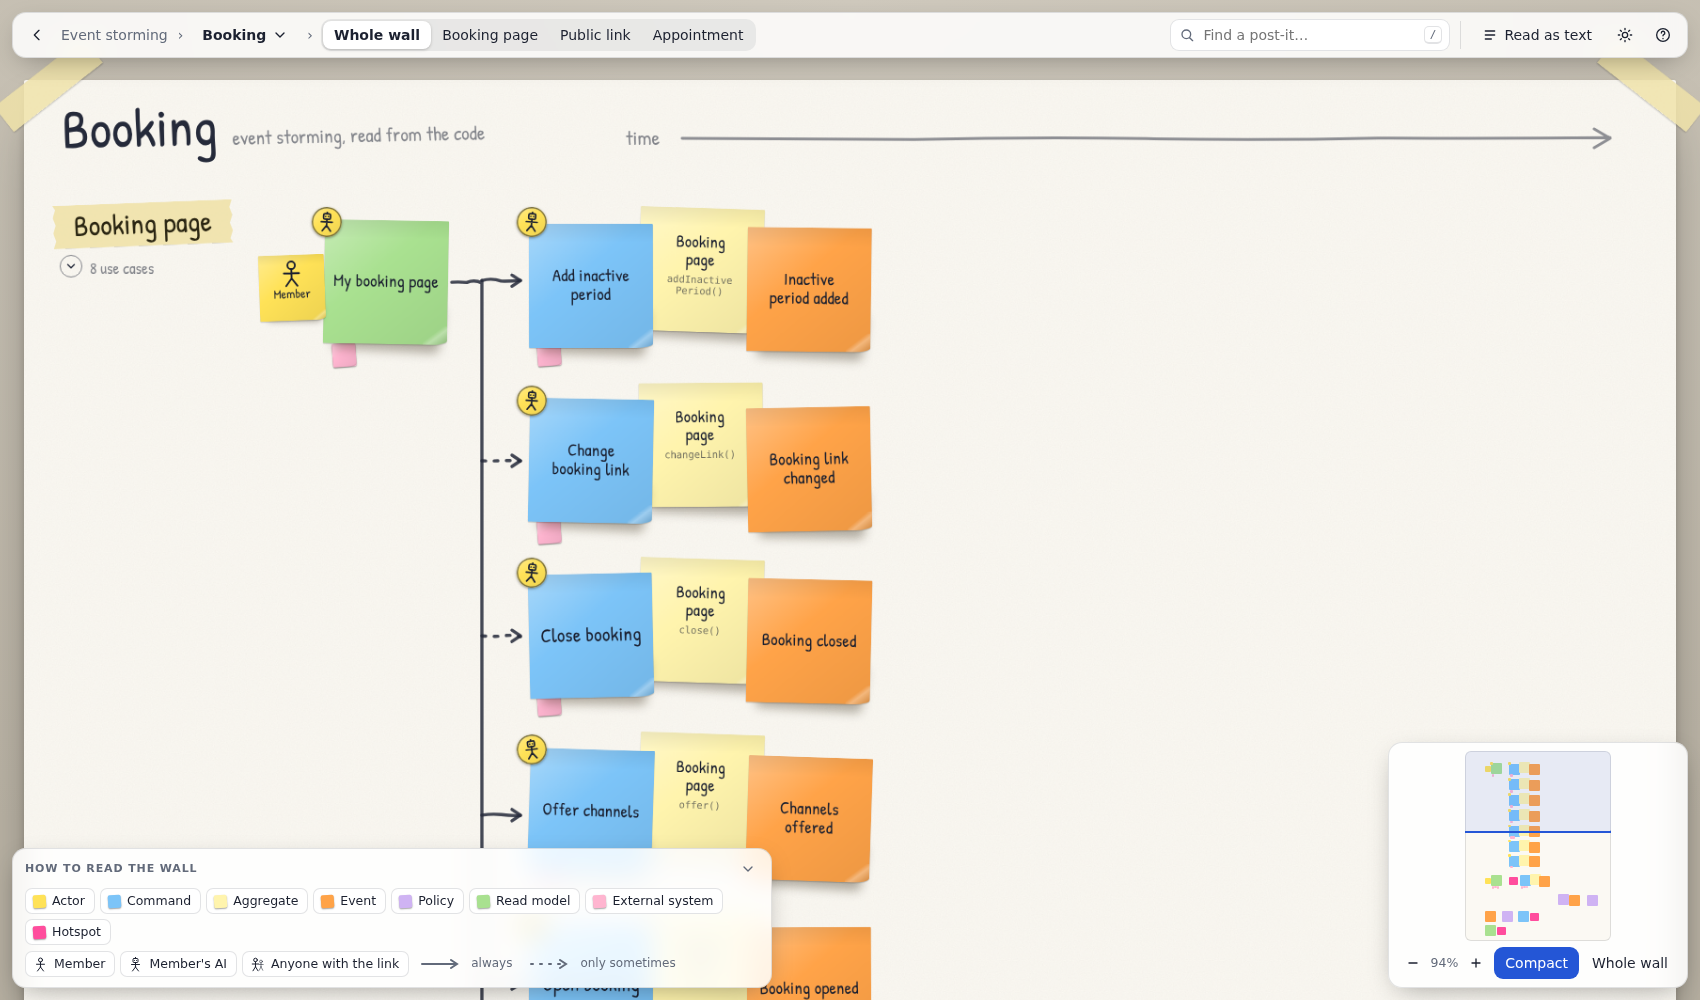 Event storming › Booking › Whole wall Booking page Public link Appointment
Find a post-it… /
Read as text
Booking event storming, read from the code
time
Booking page
8 use cases
Member
My booking page
Add inactive
period
Booking
page
addInactive
Period()
Inactive
period added
Change
booking link
Booking
page
changeLink()
Booking link
changed
Close booking
Booking
page
close()
Booking closed
Offer channels
Booking
page
offer()
Channels
offered
Open booking
Booking opened
HOW TO READ THE WALL
Actor Command Aggregate Event Policy Read model External system
Hotspot
Member Member's AI Anyone with the link always only sometimes
− 94% + Compact Whole wall